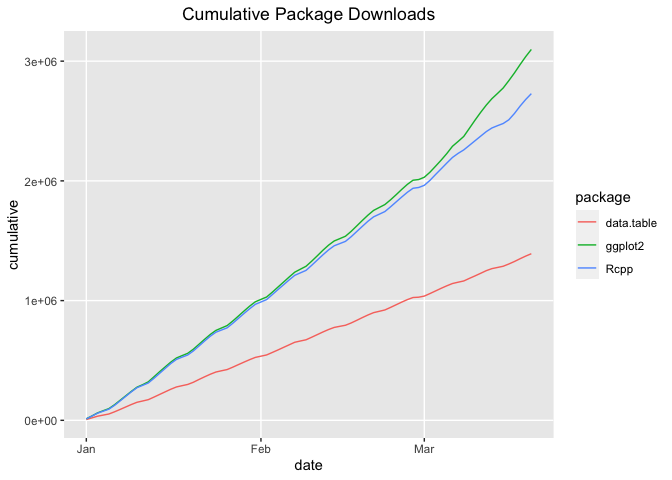 Cumulative Package Downloads
cumulative
3e+06
2e+06
1e+06
0e+00
Jan
Feb
Mar
date
package
data.table
ggplot2
Rcpp